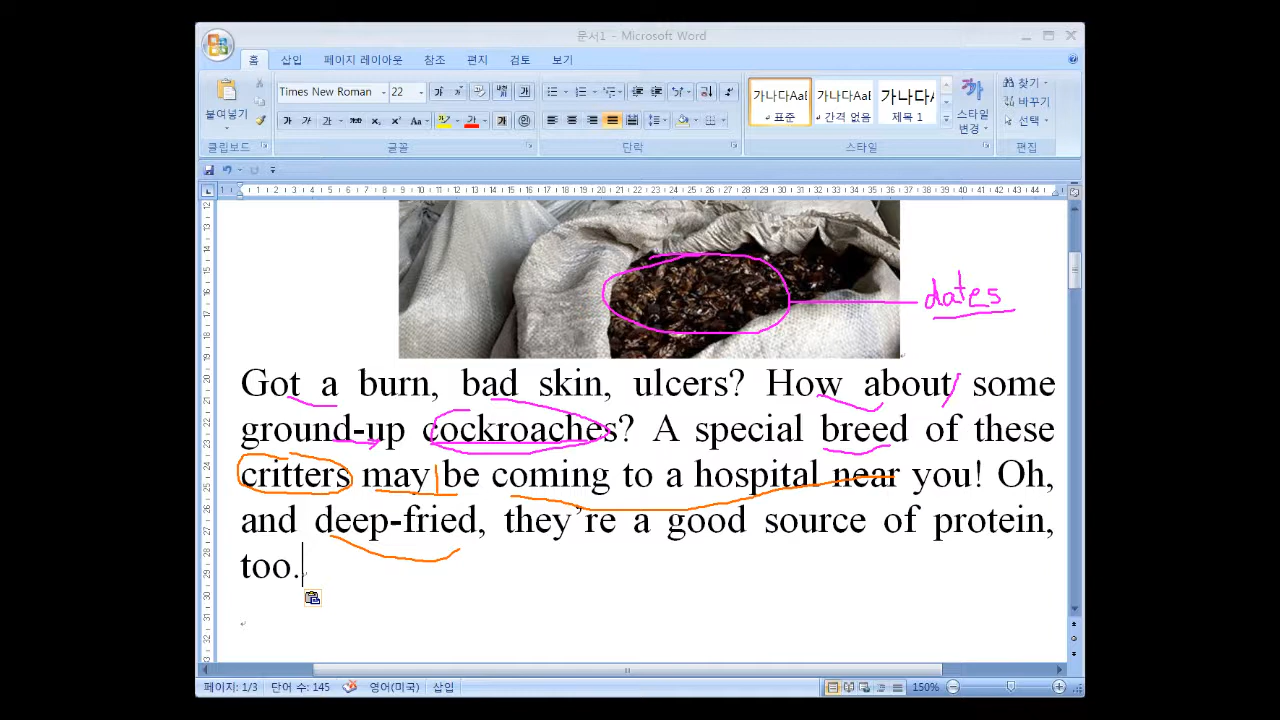 문서1 - Microsoft Word
홈 삽입 페이지 레이아웃 참조 편지 검토 보기
붙여넣기
Times New Roman 22
가나다AaB 가나다AaB 가나다A
표준 간격 없음 제목 1
스타일 변경
찾기
바꾸기
선택
클립보드 글꼴 단락 스타일 편집
dates
Got a burn, bad skin, ulcers? How about some
ground-up cockroaches? A special breed of these
critters may be coming to a hospital near you! Oh,
and deep-fried, they're a good source of protein,
too.
페이지: 1/3 단어 수: 145 영어(미국) 삽입 150%